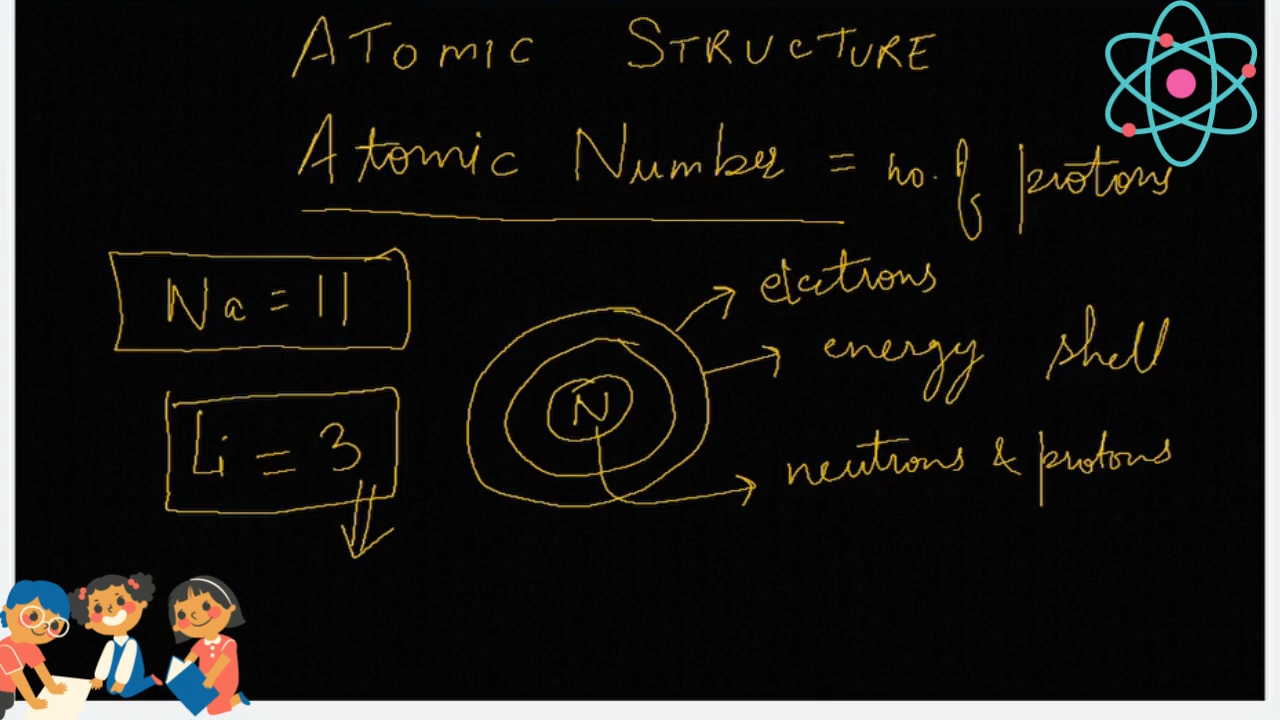 ATOMIC STRUCTURE
Atomic Number = no. of protons
Na = 11
electrons
energy shell
Li = 3
N
neutrons & protons